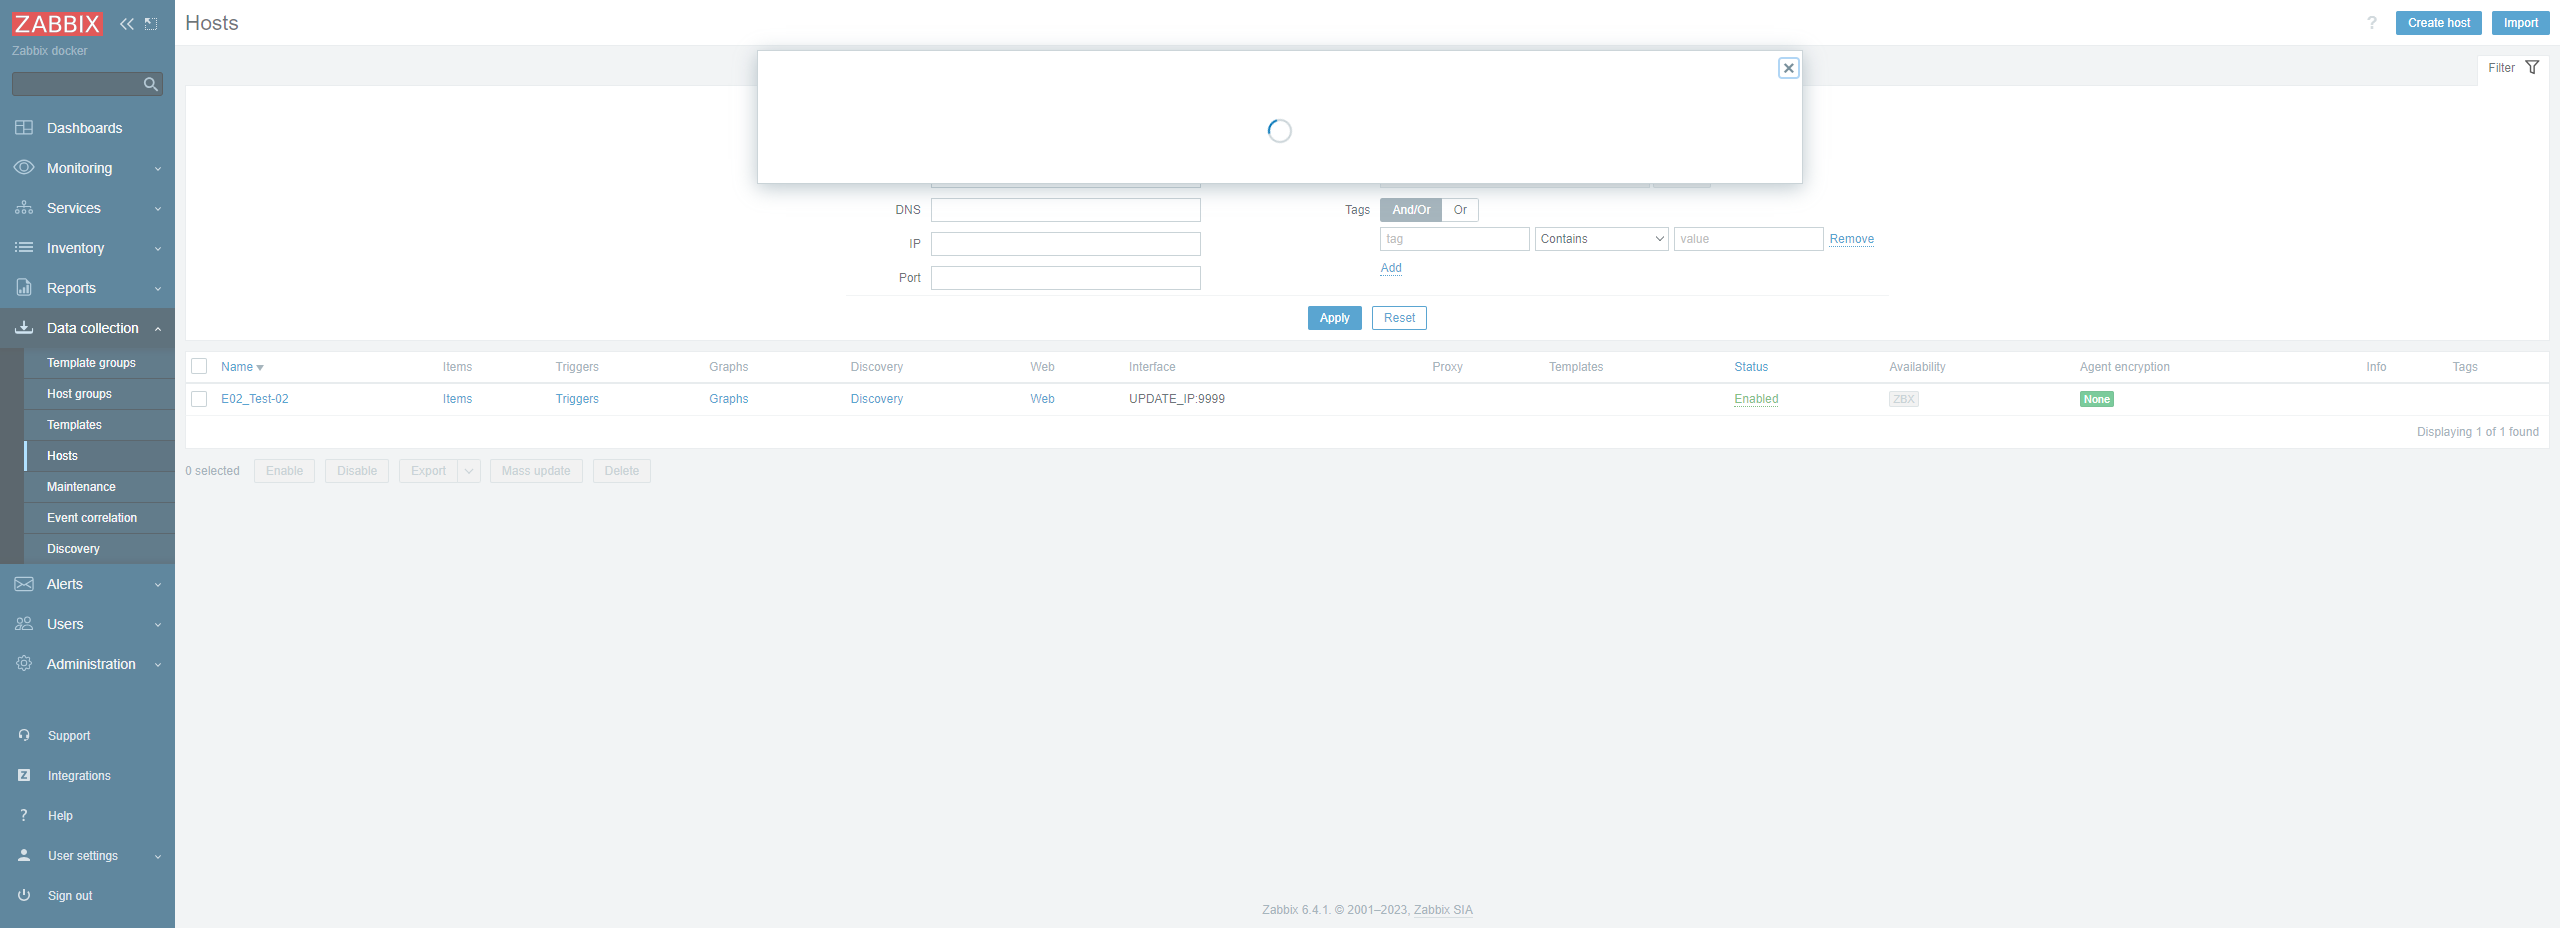 ZABBIX
Zabbix docker
Dashboards
Monitoring
Services
Inventory
Reports
Data collection
Template groups
Host groups
Templates
Hosts
Maintenance
Event correlation
Discovery
Alerts
Users
Administration
Support
Integrations
Help
User settings
Sign out
Hosts
? Create host Import
Filter
DNS
IP
Port
Tags And/Or Or
tag Contains value Remove
Add
Apply Reset
Name Items Triggers Graphs Discovery Web Interface Proxy Templates Status Availability Agent encryption Info Tags
E02_Test-02 Items Triggers Graphs Discovery Web UPDATE_IP:9999 Enabled ZBX None
Displaying 1 of 1 found
0 selected Enable Disable Export Mass update Delete
Zabbix 6.4.1. © 2001–2023, Zabbix SIA